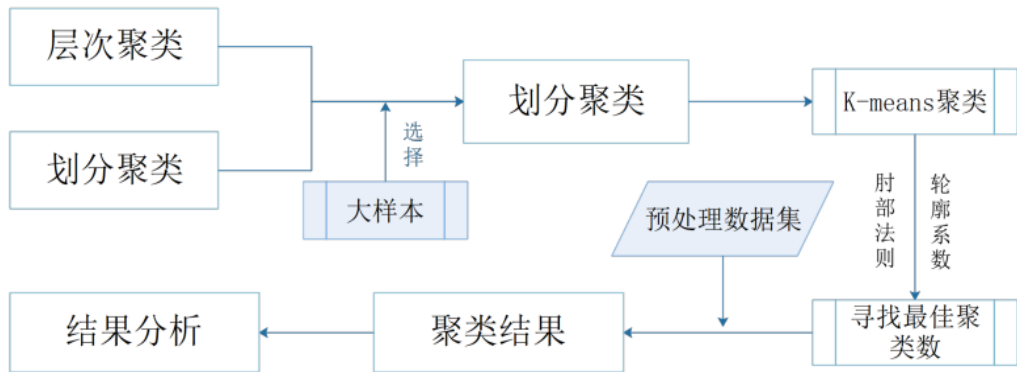 层次聚类
划分聚类
选择
大样本
划分聚类
K-means聚类
肘部法则
轮廓系数
预处理数据集
寻找最佳聚
类数
聚类结果
结果分析